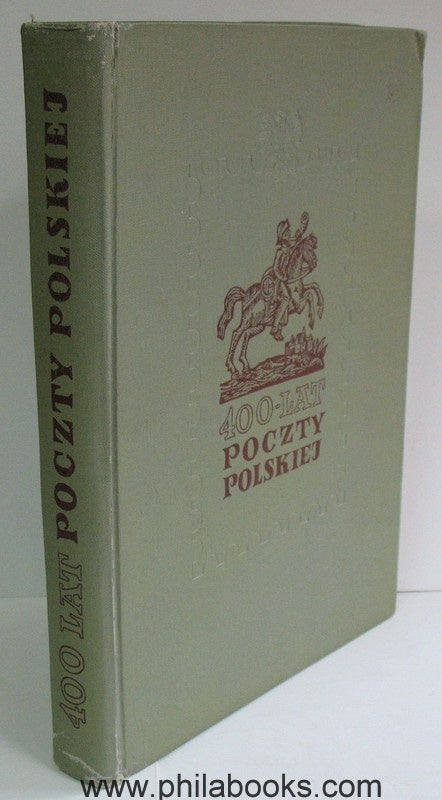 400 LAT POCZTY POLSKIEJ
400-LAT
POCZTY
POLSKIEJ
www.philabooks.com